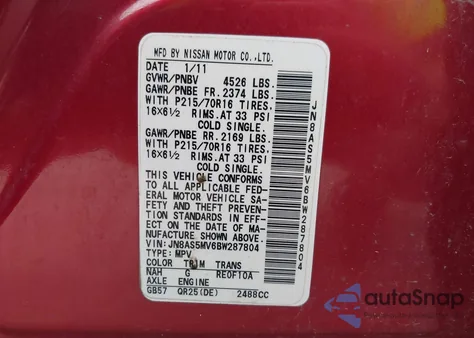 MFD BY NISSAN MOTOR CO.,LTD.
DATE 1/11
GVWR/PNBV 4526 LBS.
GAWR/PNBE FR. 2374 LBS.
WITH P215/70R16 TIRES.
16X6½ RIMS.AT 33 PSI
COLD SINGLE.
GAWR/PNBE RR. 2169 LBS.
WITH P215/70R16 TIRES.
16X6½ RIMS.AT 33 PSI
COLD SINGLE.
THIS VEHICLE CONFORMS
TO ALL APPLICABLE FED-
ERAL MOTOR VEHICLE SA-
FETY AND THEFT PREVENTION
STANDARDS IN EFF-
ECT ON THE DATE OF MA-
NUFACTURE SHOWN ABOVE.
VIN:JN8AS5MV6BW287804
TYPE: MPV
COLOR TRIM TRANS
NAH G RE0F10A
AXLE ENGINE
GB57 QR25(DE) 2488CC
JN8AS5MV6BW287804
autoSnap